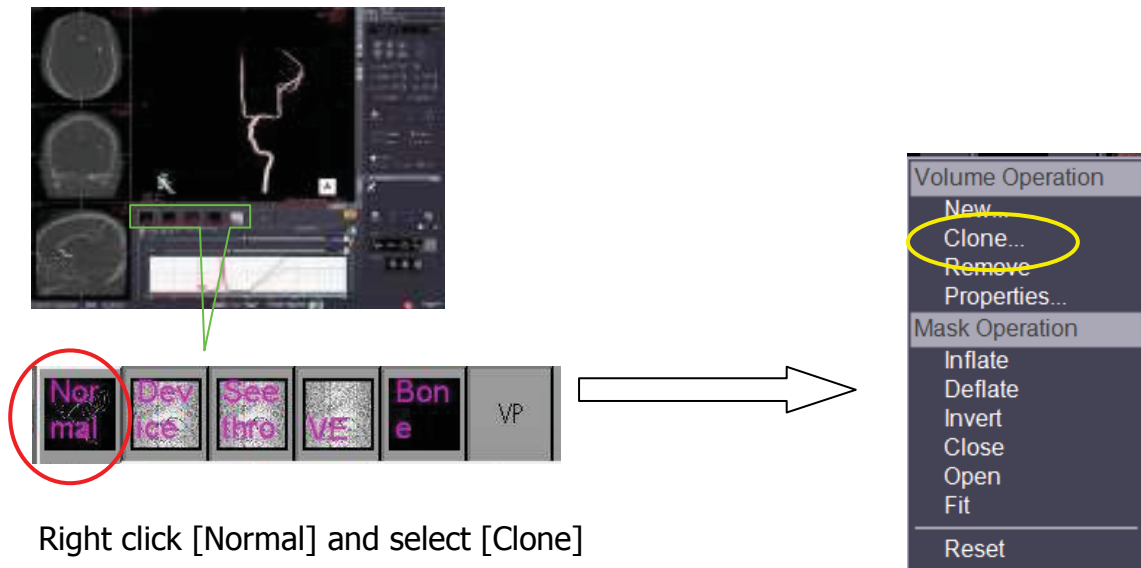 A
Nor
mal
Dev
ice
See
thro
VE
Bon
e
VP
Right click [Normal] and select [Clone]
Volume Operation
New...
Clone...
Remove
Properties...
Mask Operation
Inflate
Deflate
Invert
Close
Open
Fit
Reset